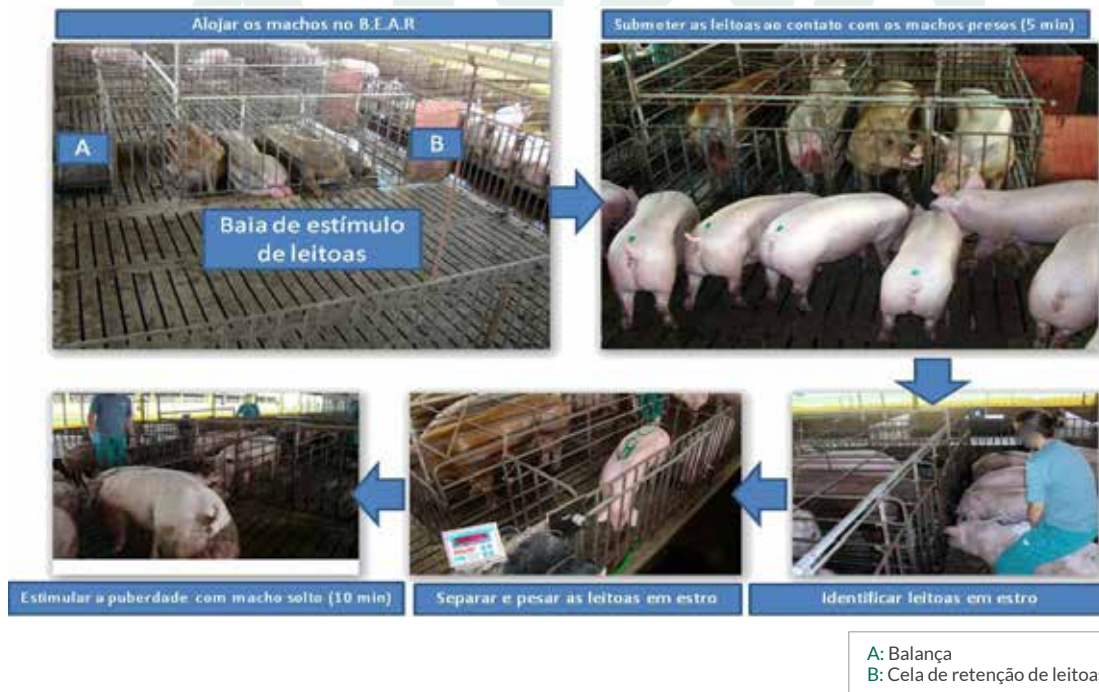 Alojar os machos no B.E.A.R
Submeter as leitoas ao contato com os machos presos (5 min)
A
B
Baia de estímulo
de leitoas
Estimular a puberdade com macho solto (10 min)
Separar e pesar as leitoas em estro
Identificar leitoas em estro
A: Balança
B: Cela de retenção de leitoa